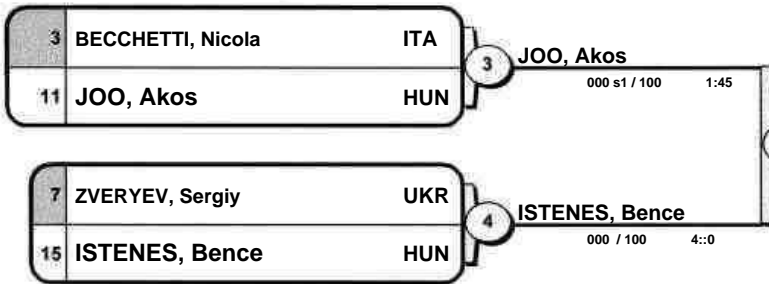 3 BECCHETTI, Nicola ITA
3 JOO, Akos
000 s1 / 100 1:45
11 JOO, Akos HUN
7 ZVERYEV, Sergiy UKR
4 ISTENES, Bence
000 / 100 4::0
15 ISTENES, Bence HUN